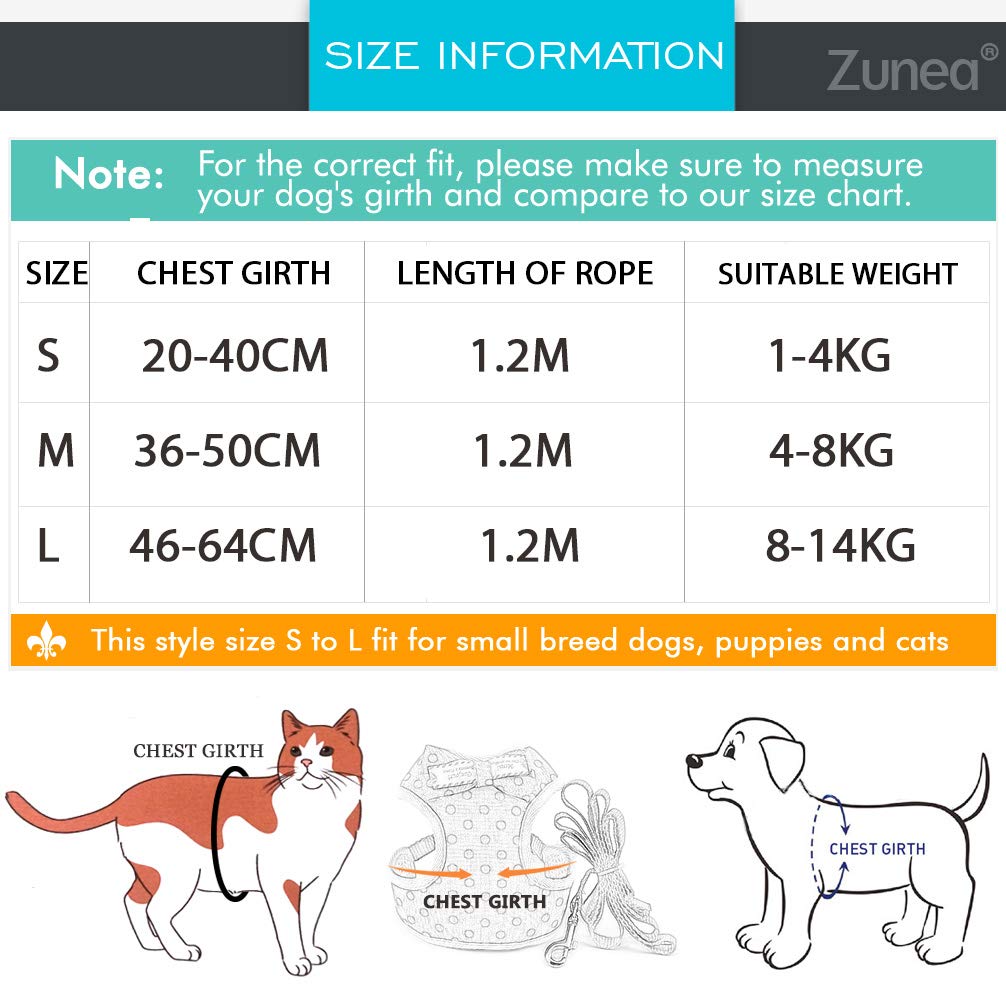 SIZE INFORMATION
Zunea®
Note: For the correct fit, please make sure to measure
your dog's girth and compare to our size chart.
SIZE CHEST GIRTH LENGTH OF ROPE SUITABLE WEIGHT
S 20-40CM 1.2M 1-4KG
M 36-50CM 1.2M 4-8KG
L 46-64CM 1.2M 8-14KG
This style size S to L fit for small breed dogs, puppies and cats
CHEST GIRTH
CHEST GIRTH
CHEST GIRTH